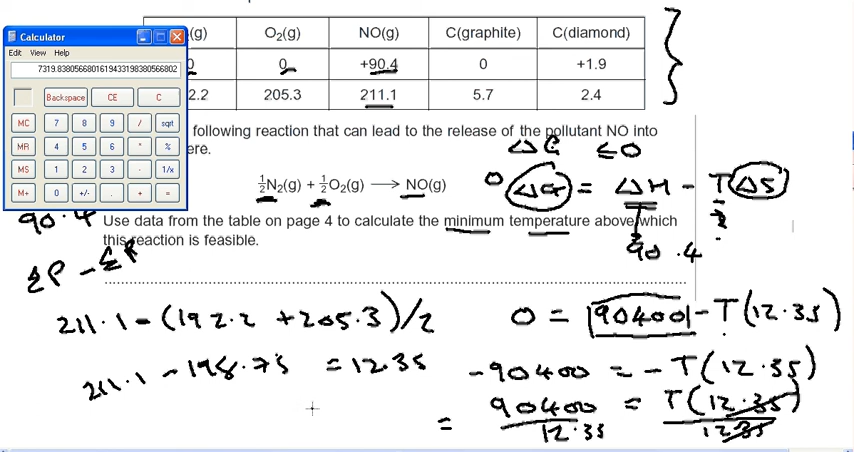 Calculator
Edit View Help
7319.8380566801619433198380566802
Backspace CE C
MC 7 8 9 / sqrt
MR 4 5 6 * %
MS 1 2 3 - 1/x
M+ 0 +/- . + =
(g) O₂(g) NO(g) C(graphite) C(diamond)
0 0 +90.4 0 +1.9
2.2 205.3 211.1 5.7 2.4
following reaction that can lead to the release of the pollutant NO into
ere.
ΔG ≤0
½N₂(g) + ½O₂(g) ⟶ NO(g)
0 ΔG = ΔH - TΔS
90.4
Use data from the table on page 4 to calculate the minimum temperature above which
this reaction is feasible.
?
90.4
ΣP - ΣR
211.1 - (192.2 + 205.3)/2
0 = 90400 - T(12.35)
211.1 - 198.75 = 12.35
-90400 = -T(12.35)
= 90400/12.35 = T(12.35)/12.35